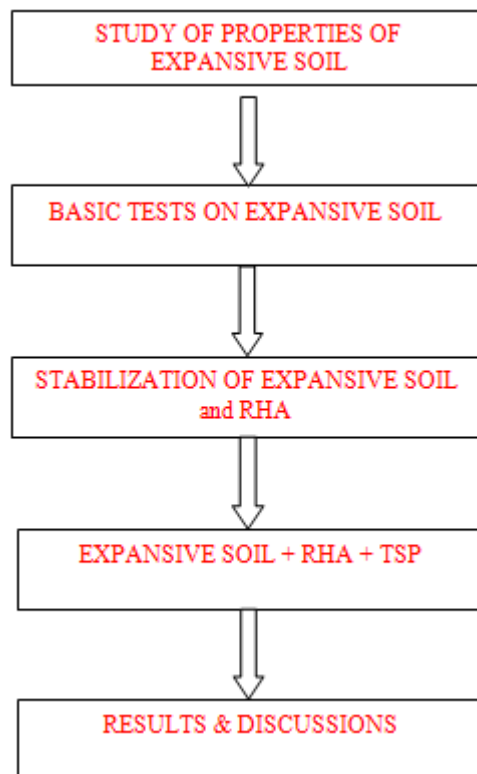 STUDY OF PROPERTIES OF
EXPANSIVE SOIL
BASIC TESTS ON EXPANSIVE SOIL
STABILIZATION OF EXPANSIVE SOIL
and RHA
EXPANSIVE SOIL + RHA + TSP
RESULTS & DISCUSSIONS